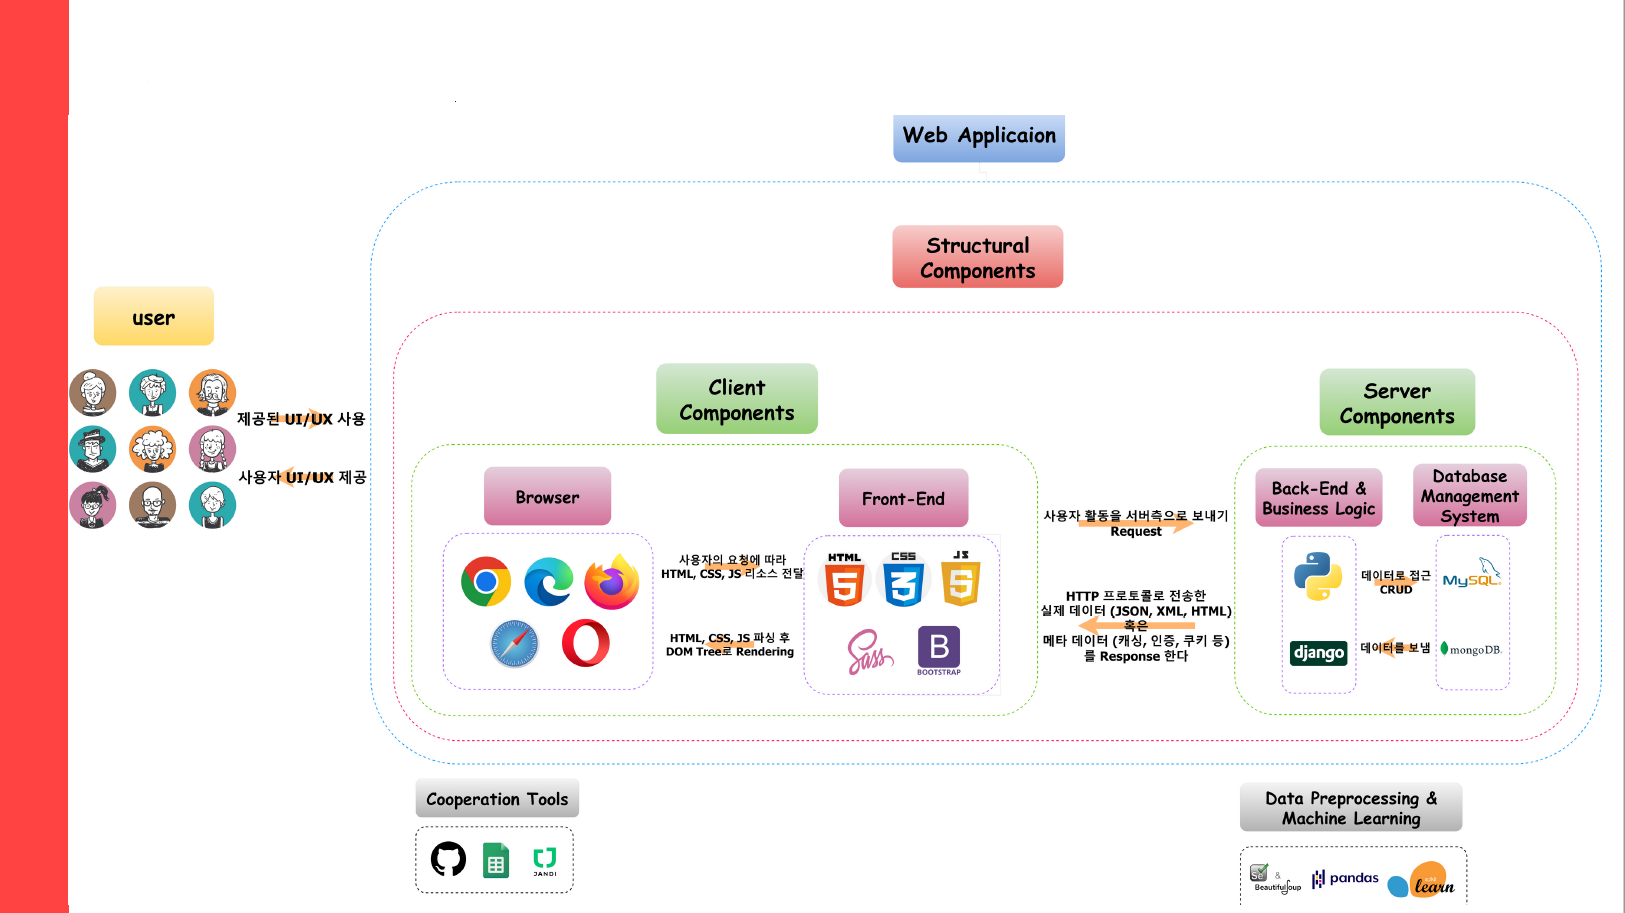 Web Applicaion
Structural
Components
user
제공된 UI/UX 사용
사용자 UI/UX 제공
Client
Components
Server
Components
Browser
Front-End
사용자의 요청에 따라
HTML, CSS, JS 리소스 전달
HTML, CSS, JS 파싱 후
DOM Tree로 Rendering
HTML
5
CSS
3
JS
5
Sass
B
BOOTSTRAP
사용자 활동을 서버측으로 보내기
Request
HTTP 프로토콜로 전송한
실제 데이터 (JSON, XML, HTML)
혹은
메타 데이터 (캐싱, 인증, 쿠키 등)
를 Response 한다
Back-End &
Business Logic
Database
Management
System
데이터로 접근
CRUD
데이터를 보냄
django
MySQL
mongoDB
Cooperation Tools
JANDI
Data Preprocessing &
Machine Learning
Se
&
BeautifulSoup
pandas
scikit
learn